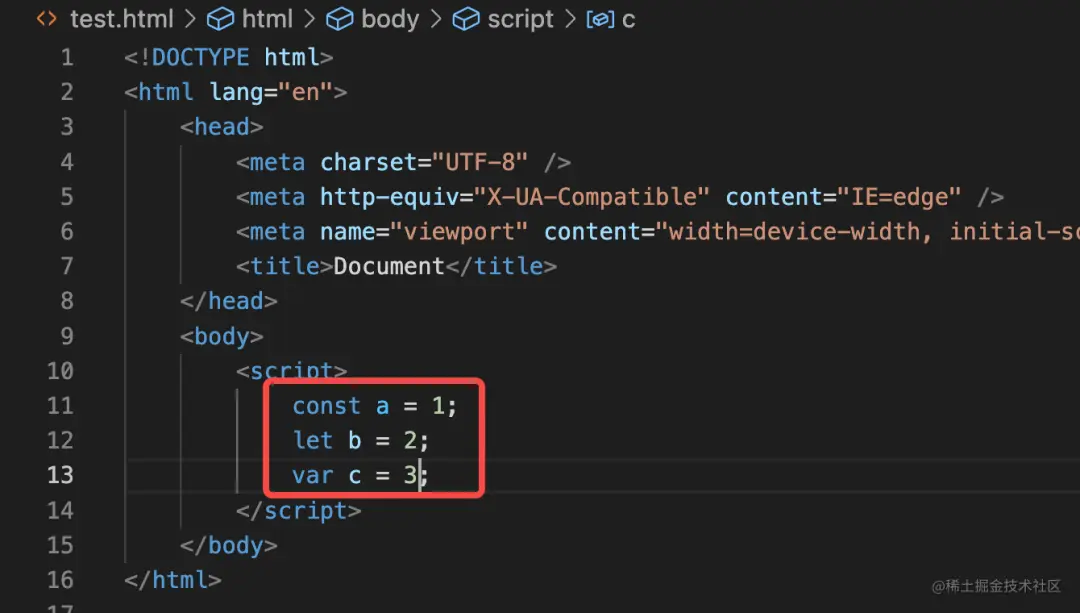 test.html > html > body > script > c
1 <!DOCTYPE html>
2 <html lang="en">
3 <head>
4 <meta charset="UTF-8" />
5 <meta http-equiv="X-UA-Compatible" content="IE=edge" />
6 <meta name="viewport" content="width=device-width, initial-sc
7 <title>Document</title>
8 </head>
9 <body>
10 <script>
11 const a = 1;
12 let b = 2;
13 var c = 3;
14 </script>
15 </body>
16 </html>
17
@稀土掘金技术社区